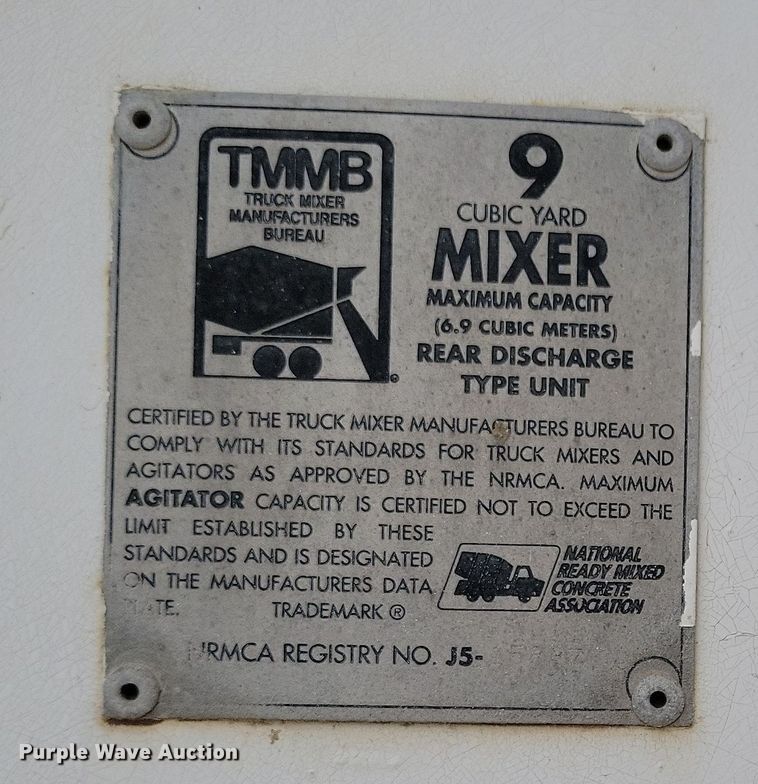 TMMB
TRUCK MIXER
MANUFACTURERS
BUREAU
®
9
CUBIC YARD
MIXER
MAXIMUM CAPACITY
(6.9 CUBIC METERS)
REAR DISCHARGE
TYPE UNIT
CERTIFIED BY THE TRUCK MIXER MANUFACTURERS BUREAU TO
COMPLY WITH ITS STANDARDS FOR TRUCK MIXERS AND
AGITATORS AS APPROVED BY THE NRMCA. MAXIMUM
AGITATOR CAPACITY IS CERTIFIED NOT TO EXCEED THE
LIMIT ESTABLISHED BY THESE
STANDARDS AND IS DESIGNATED
ON THE MANUFACTURERS DATA
PLATE. TRADEMARK ®
NATIONAL
READY MIXED
CONCRETE
ASSOCIATION
NRMCA REGISTRY NO. J5-
Purple Wave Auction